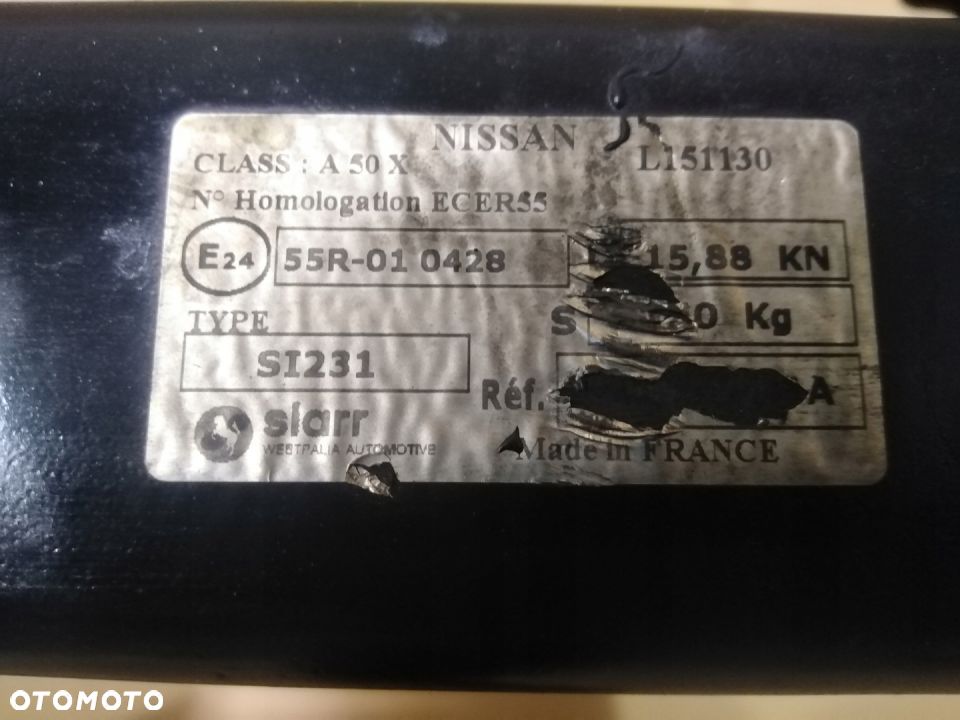 NISSAN
CLASS : A 50 X
L151130
N° Homologation ECER55
E24 55R-01 0428
15,88 KN
TYPE
S Kg
SI231
Réf. A
siarr
WESTFALIA AUTOMOTIVE
Made in FRANCE
OTOMOTO